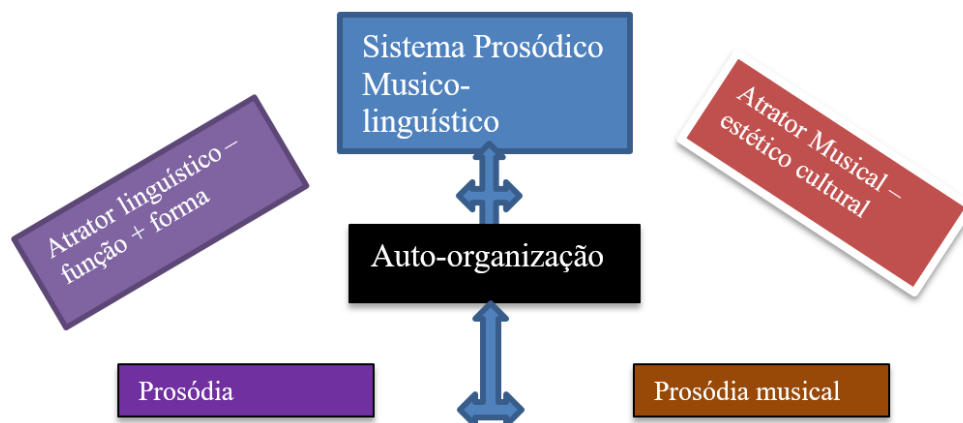 Sistema Prosódico
Musico-
linguístico
Atrator linguístico –
função + forma
Atrator Musical –
estético cultural
Auto-organização
Prosódia
Prosódia musical